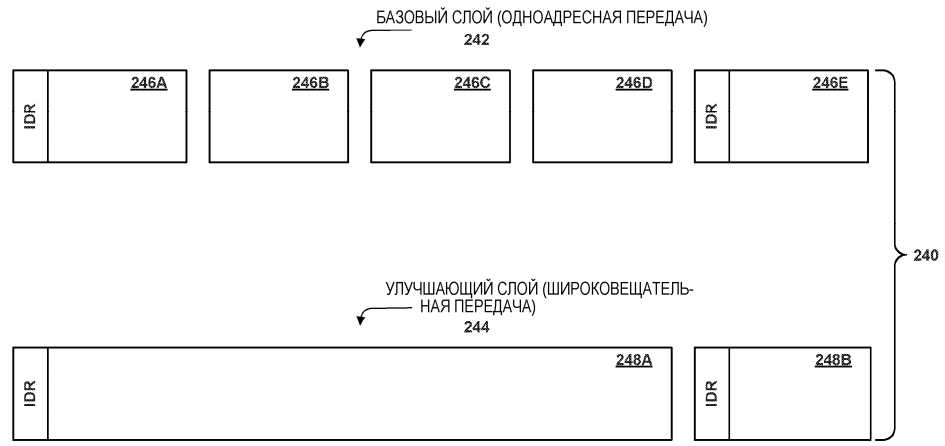 БАЗОВЫЙ СЛОЙ (ОДНОАДРЕСНАЯ ПЕРЕДАЧА)
242
IDR 246A 246B 246C 246D IDR 246E
240
УЛУЧШАЮЩИЙ СЛОЙ (ШИРОКОВЕЩАТЕЛЬ-
НАЯ ПЕРЕДАЧА)
244
IDR 248A IDR 248B